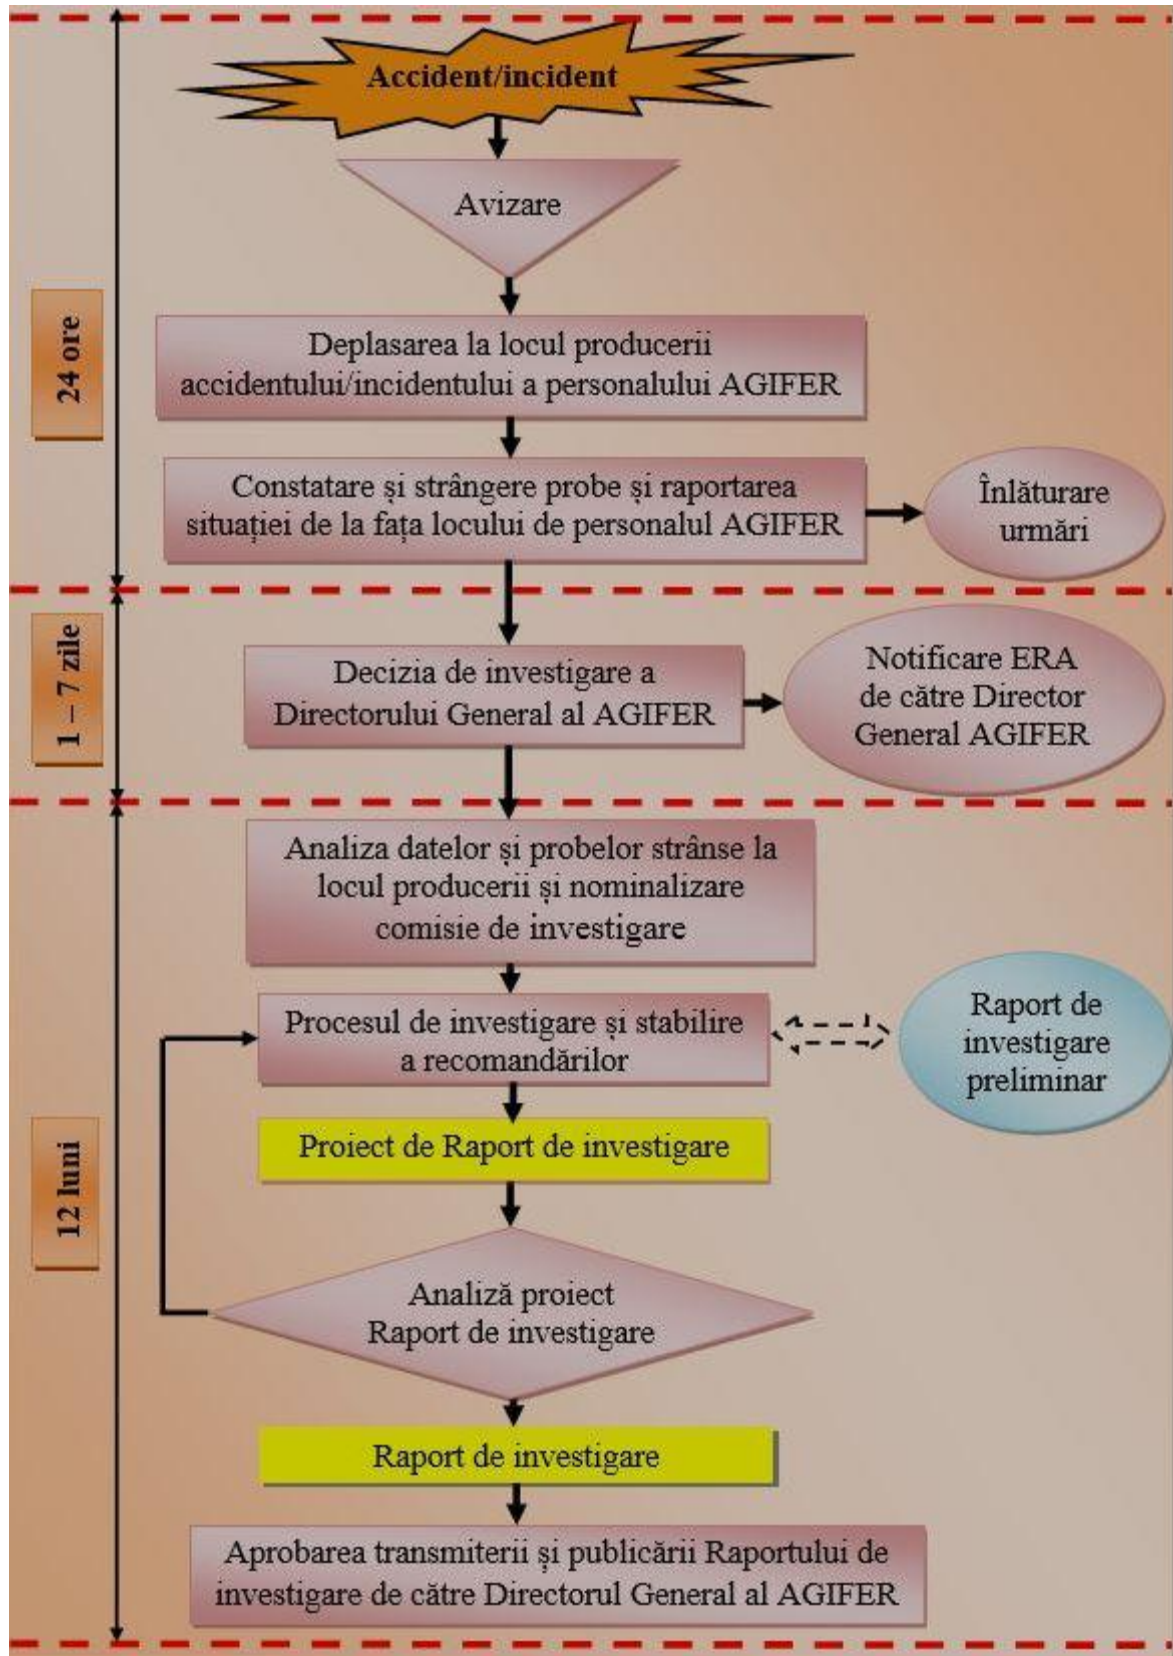 Accident/incident
Avizare
24 ore
Deplasarea la locul producerii
accidentului/incidentului a personalului AGIFER
Constatare și strângere probe și raportarea
situației de la fața locului de personalul AGIFER
Înlăturare
urmări
1 – 7 zile
Decizia de investigare a
Directorului General al AGIFER
Notificare ERA
de către Director
General AGIFER
12 luni
Analiza datelor și probelor strânse la
locul producerii și nominalizare
comisie de investigare
Procesul de investigare și stabilire
a recomandărilor
Raport de
investigare
preliminar
Proiect de Raport de investigare
Analiză proiect
Raport de investigare
Raport de investigare
Aprobarea transmiterii și publicării Raportului de
investigare de către Directorul General al AGIFER